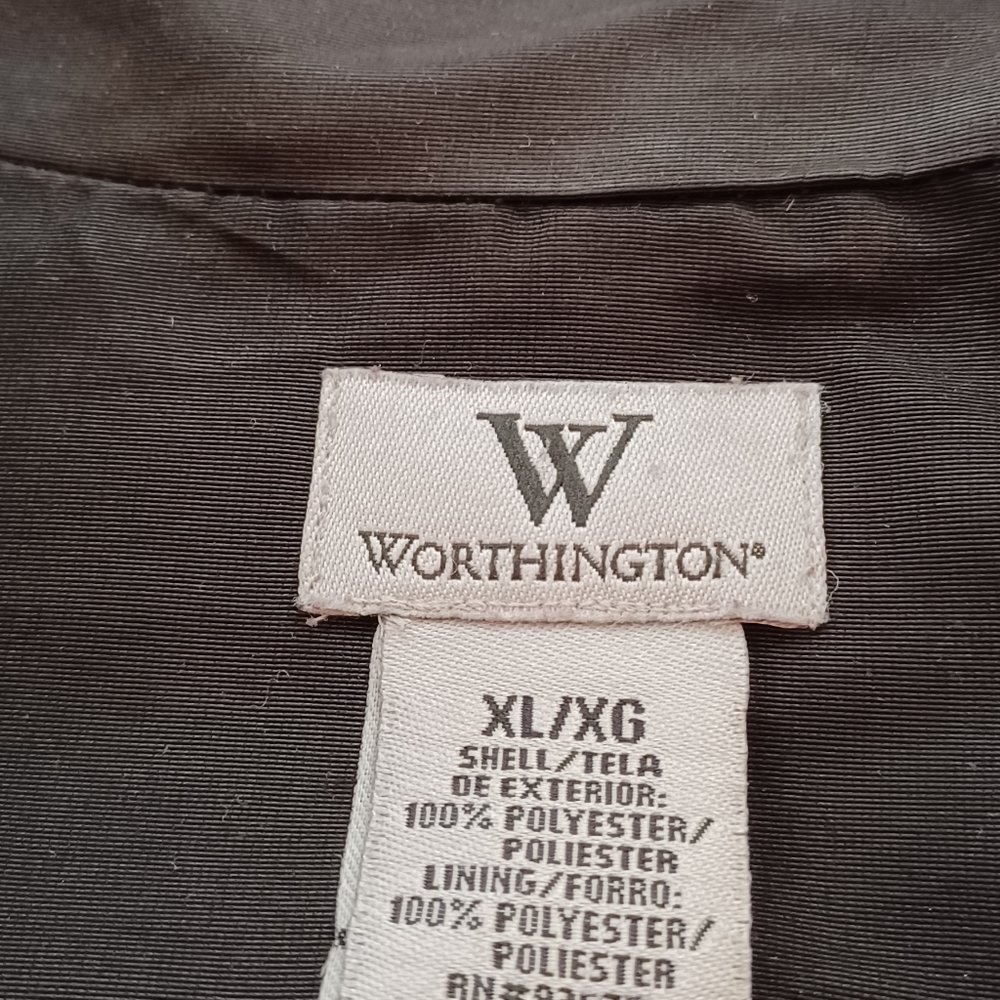 W
WORTHINGTON®
XL/XG
SHELL/TELA
DE EXTERIOR:
100% POLYESTER/
POLIESTER
LINING/FORRO:
100% POLYESTER/
POLIESTER